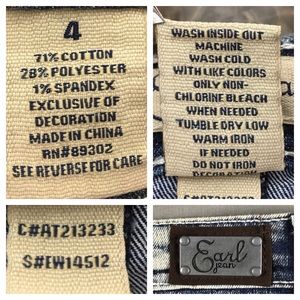 4
71% COTTON
28% POLYESTER
1% SPANDEX
EXCLUSIVE OF
DECORATION
MADE IN CHINA
RN#89302
SEE REVERSE FOR CARE
WASH INSIDE OUT
MACHINE
WASH COLD
WITH LIKE COLORS
ONLY NON-
CHLORINE BLEACH
WHEN NEEDED
TUMBLE DRY LOW
WARM IRON
IF NEEDED
DO NOT IRON
DECORATION
C#AT213233
S#EW14512
Earl
jean